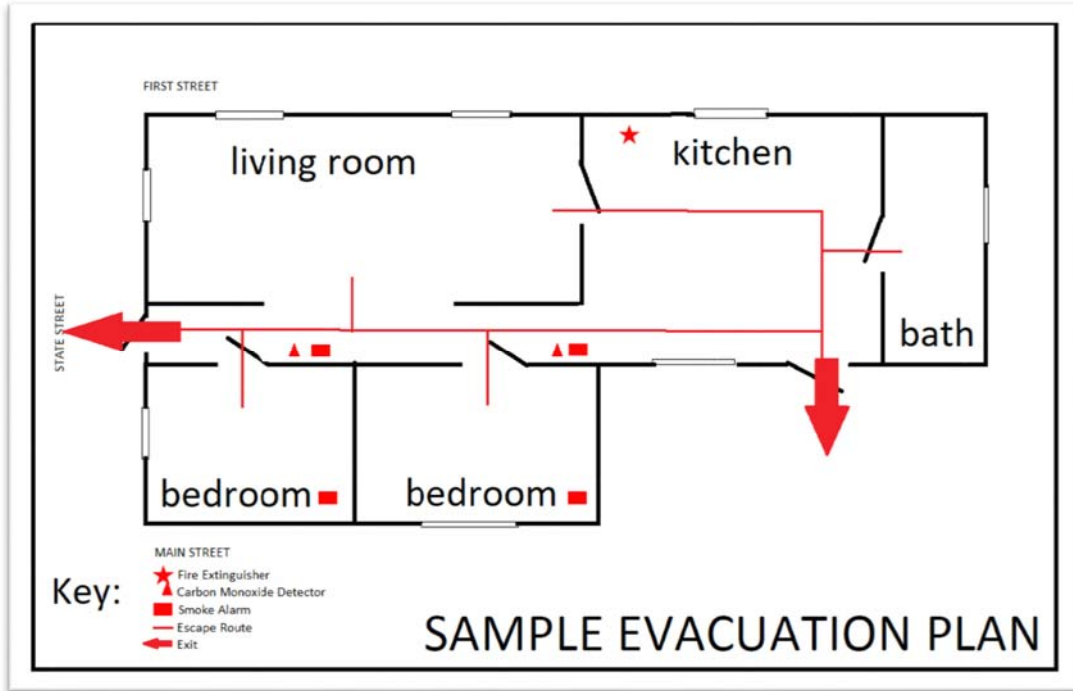 FIRST STREET
living room
kitchen
STATE STREET
bath
bedroom
bedroom
MAIN STREET
Key:
Fire Extinguisher
Carbon Monoxide Detector
Smoke Alarm
Escape Route
Exit
SAMPLE EVACUATION PLAN